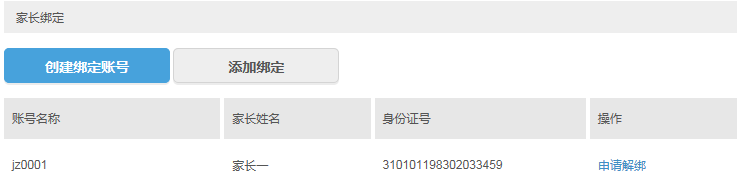 家长绑定
创建绑定账号 添加绑定
账号名称 家长姓名 身份证号 操作
jz0001 家长一 310101198302033459 申请解绑